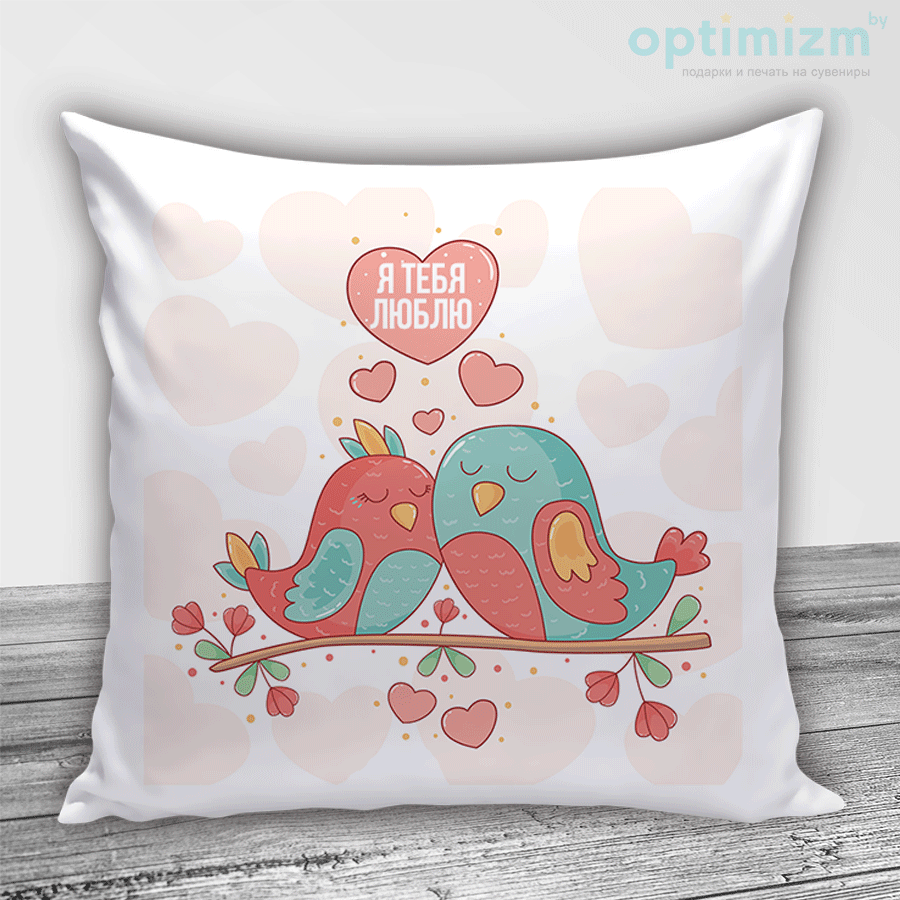 optimizm by
подарки и печать на сувениры
Я ТЕБЯ
ЛЮБЛЮ